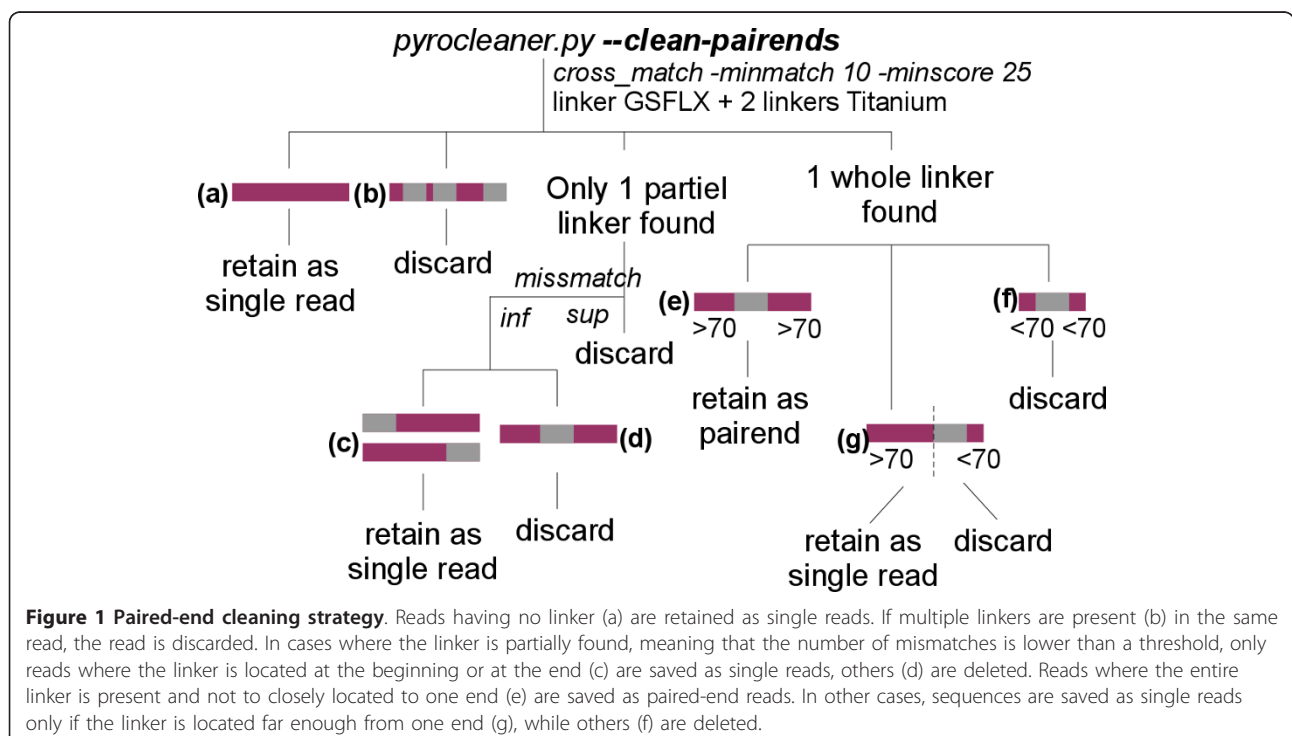 pyrocleaner.py --clean-pairends
cross_match -minmatch 10 -minscore 25
linker GSFLX + 2 linkers Titanium
(a)
(b)
Only 1 partiel
linker found
1 whole linker
found
retain as
single read
discard
missmatch
inf
sup
discard
(e)
>70 >70
(f)
<70 <70
retain as
pairend
discard
(c)
(d)
(g)
>70 <70
retain as
single read
discard
retain as
single read
discard
Figure 1 Paired-end cleaning strategy. Reads having no linker (a) are retained as single reads. If multiple linkers are present (b) in the same
read, the read is discarded. In cases where the linker is partially found, meaning that the number of mismatches is lower than a threshold, only
reads where the linker is located at the beginning or at the end (c) are saved as single reads, others (d) are deleted. Reads where the entire
linker is present and not to closely located to one end (e) are saved as paired-end reads. In other cases, sequences are saved as single reads
only if the linker is located far enough from one end (g), while others (f) are deleted.